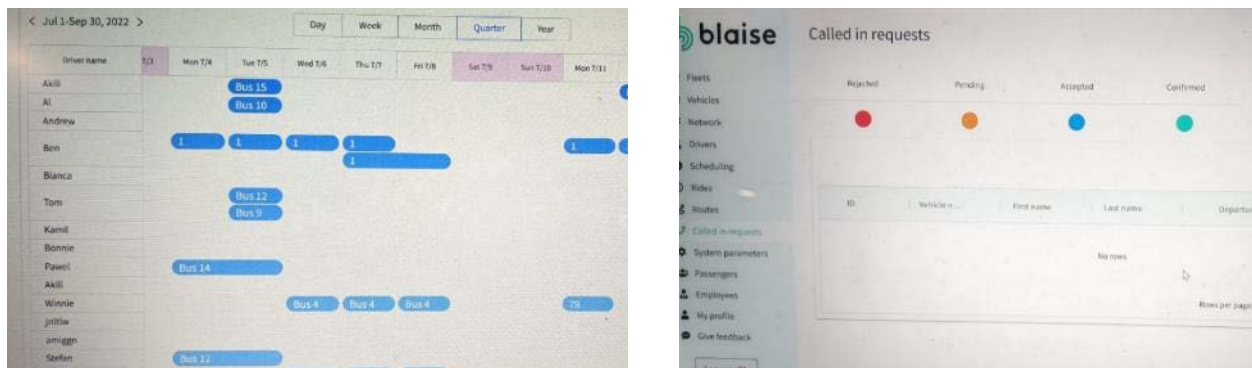 < Jul 1-Sep 30, 2022 >
Day Week Month Quarter Year
Driver name 7/3 Mon 7/4 Tue 7/5 Wed 7/6 Thu 7/7 Fri 7/8 Sat 7/9 Sun 7/10 Mon 7/11
Akili Bus 15
Al Bus 10
Andrew
Ben 1 1 1 1 1
1
Bianca
Tom Bus 12
Bus 9
Kamil
Bonnie
Pawel Bus 14
Akili
Winnie Bus 4 Bus 4 Bus 4 79
jnitiw
amiggn
Stefan Bus 12
blaise
Called in requests
Fleets
Vehicles
Network
Drivers
Scheduling
Rides
Routes
Called in requests
System parameters
Passengers
Employees
My profile
Give feedback
Rejected Pending Accepted Confirmed
ID Vehicle n... First name Last name Departur
No rows
Rows per page